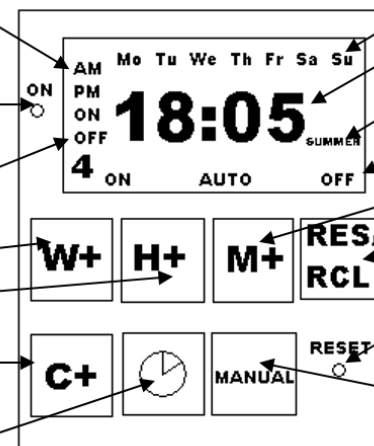 Mo Tu We Th Fr Sa Su
AM
PM
ON
OFF
ON
18:05
SUMMER
4
ON AUTO OFF
W+
H+
M+
RES/
RCL
C+
MANUAL
RESET